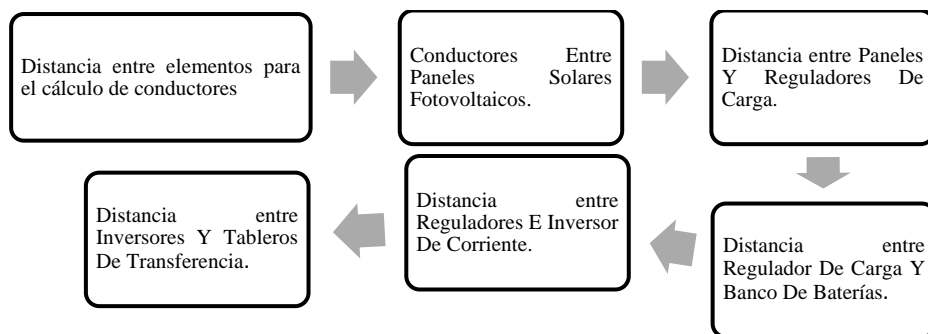 Distancia entre elementos para
el cálculo de conductores
Conductores Entre
Paneles Solares
Fotovoltaicos.
Distancia entre Paneles
Y Reguladores De
Carga.
Distancia entre
Regulador De Carga Y
Banco De Baterías.
Distancia entre
Reguladores E Inversor
De Corriente.
Distancia entre
Inversores Y Tableros
De Transferencia.